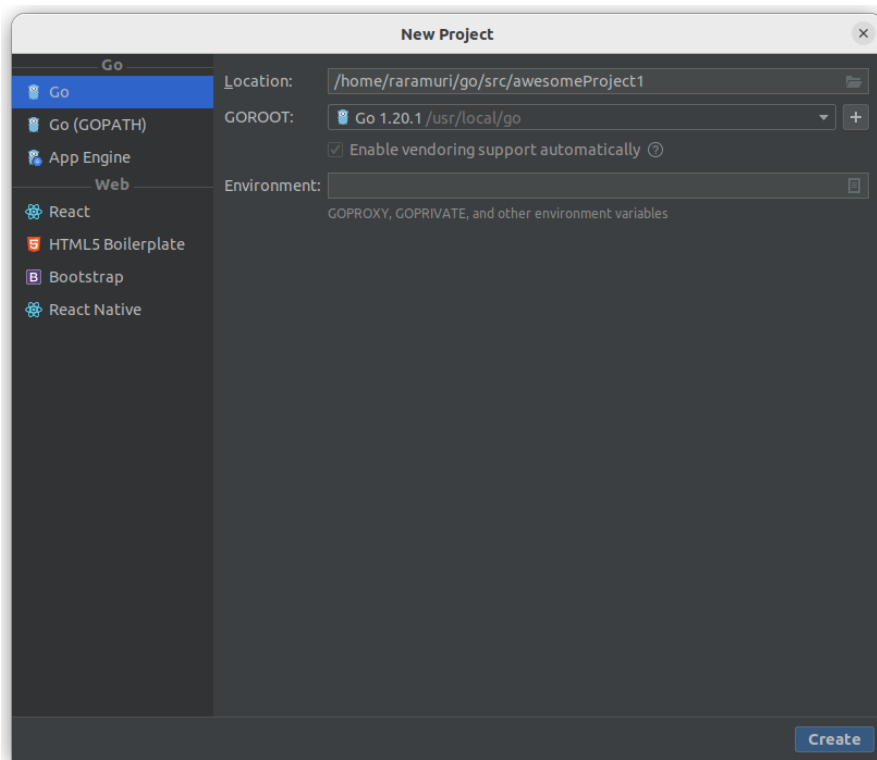 New Project
Go
Go
Go (GOPATH)
App Engine
Web
React
HTML5 Boilerplate
Bootstrap
React Native
Location: /home/raramuri/go/src/awesomeProject1
GOROOT: Go 1.20.1 /usr/local/go
Enable vendoring support automatically
Environment:
GOPROXY, GOPRIVATE, and other environment variables
Create